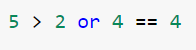 5 > 2 or 4 == 4